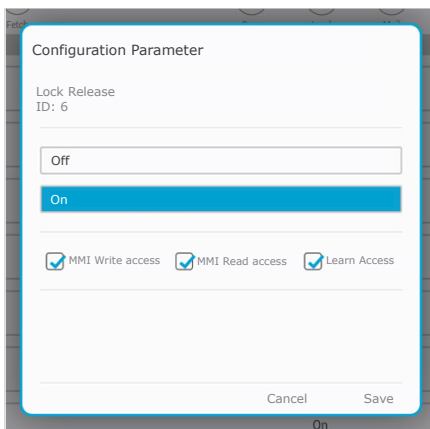 Fetch
Configuration Parameter
Lock Release
ID: 6
Off
On
MMI Write access MMI Read access Learn Access
Cancel Save
On